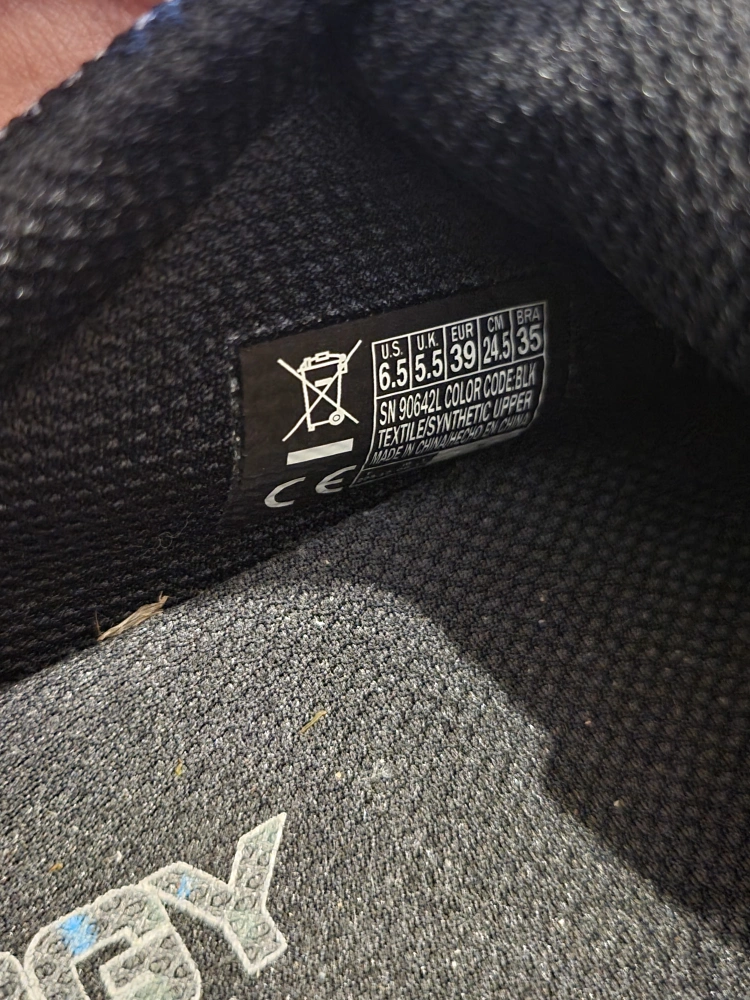 U.S. U.K. EUR CM BRA
6.5 5.5 39 24.5 35
SN 90642L COLOR CODE:BLK
TEXTILE/SYNTHETIC UPPER
MADE IN CHINA/HECHO EN CHINA
CE
GY